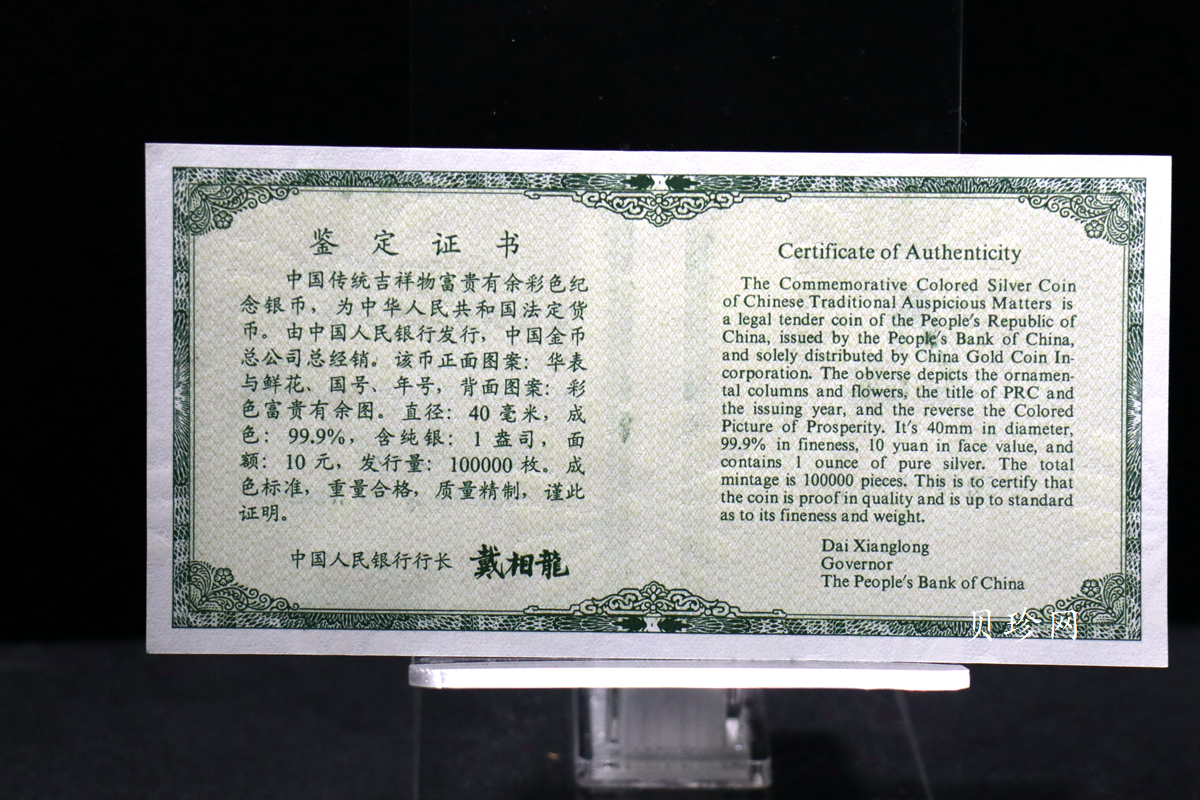 鉴定证书
中国传统吉祥物富贵有余彩色纪
念银币，为中华人民共和国法定货
币。由中国人民银行发行，中国金币
总公司总经销。该币正面图案：华表
与鲜花、国号、年号，背面图案：彩
色富贵有余图。直径：40毫米，成
色：99.9%，含纯银：1盎司，面
额：10元，发行量：100000枚。成
色标准，重量合格，质量精制，谨此
证明。
中国人民银行行长 戴相龍
Certificate of Authenticity
The Commemorative Colored Silver Coin
of Chinese Traditional Auspicious Matters is
a legal tender coin of the People's Republic of
China, issued by the People's Bank of China,
and solely distributed by China Gold Coin In-
corporation. The obverse depicts the ornamen-
tal columns and flowers, the title of PRC and
the issuing year, and the reverse the Colored
Picture of Prosperity. It's 40mm in diameter,
99.9% in fineness, 10 yuan in face value, and
contains 1 ounce of pure silver. The total
mintage is 100000 pieces. This is to certify that
the coin is proof in quality and is up to standard
as to its fineness and weight.
Dai Xianglong
Governor
The People's Bank of China
贝珍网